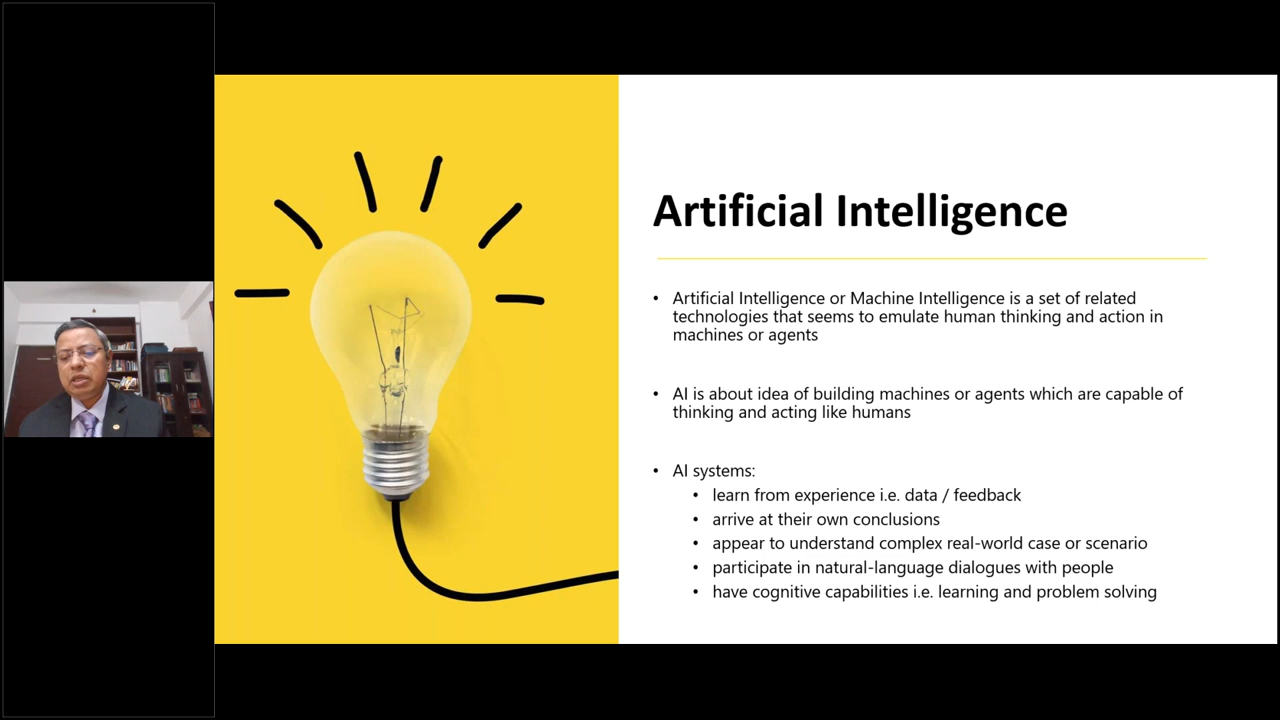 Artificial Intelligence
• Artificial Intelligence or Machine Intelligence is a set of related
technologies that seems to emulate human thinking and action in
machines or agents
• AI is about idea of building machines or agents which are capable of
thinking and acting like humans
• AI systems:
• learn from experience i.e. data / feedback
• arrive at their own conclusions
• appear to understand complex real-world case or scenario
• participate in natural-language dialogues with people
• have cognitive capabilities i.e. learning and problem solving